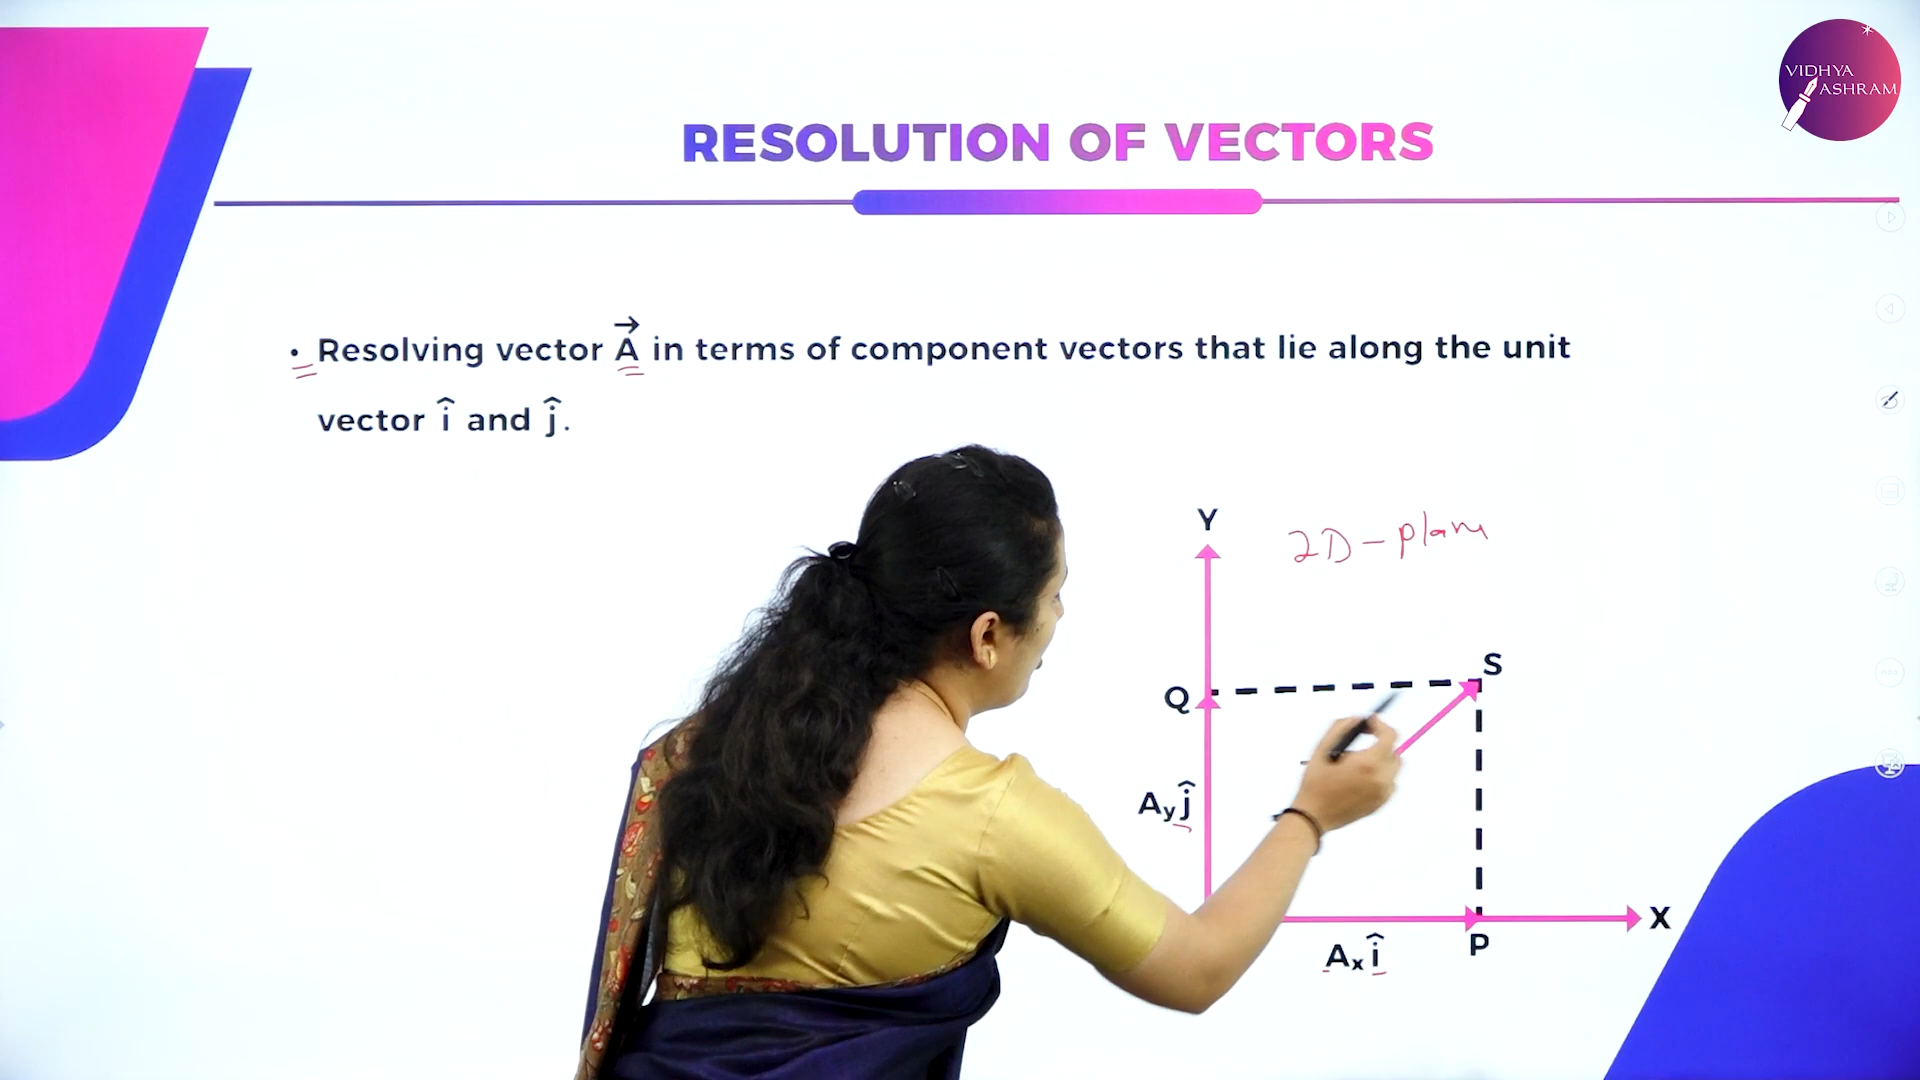 VIDHYA
ASHRAM
RESOLUTION OF VECTORS
• Resolving vector A⃗ in terms of component vectors that lie along the unit
vector î and ĵ.
Y
2D - plane
S
Q
Ayĵ
X
P
Axî